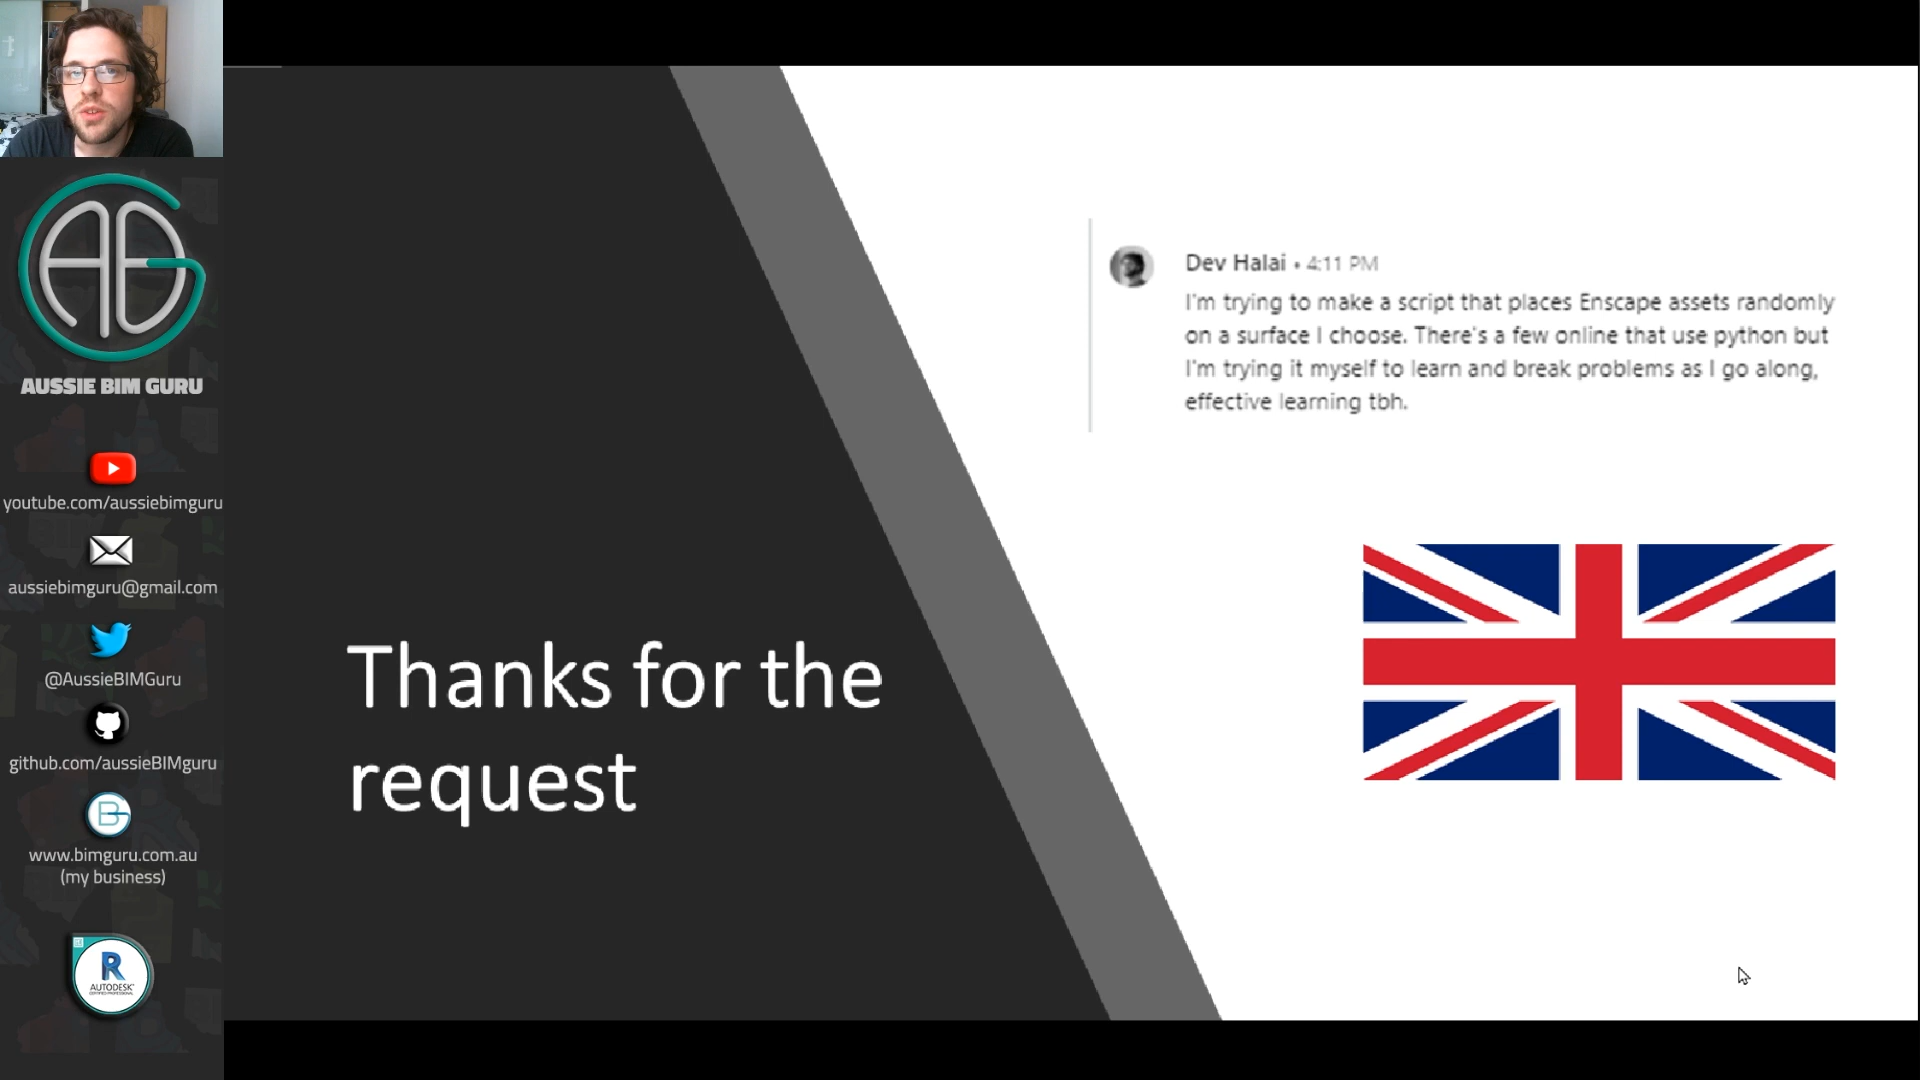 AUSSIE BIM GURU
youtube.com/aussiebimguru
aussiebimguru@gmail.com
@AussieBIMGuru
github.com/aussieBIMguru
www.bimguru.com.au
(my business)
R
AUTODESK
CERTIFIED PROFESSIONAL
Thanks for the
request
Dev Halai • 4:11 PM
I'm trying to make a script that places Enscape assets randomly
on a surface I choose. There's a few online that use python but
I'm trying it myself to learn and break problems as I go along,
effective learning tbh.